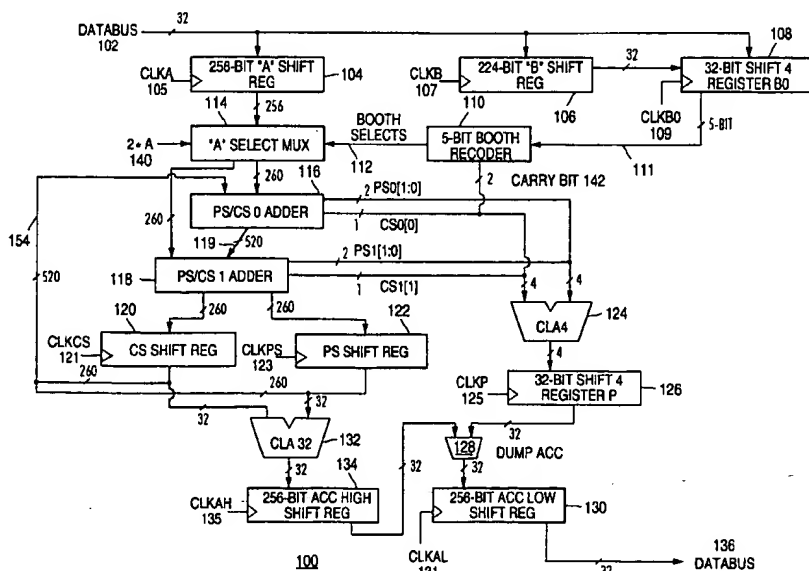 32
DATABUS
102
108
CLKA
105
256-BIT "A" SHIFT
REG
104
CLKB
107
224-BIT "B" SHIFT
REG
106
32
32-BIT SHIFT 4
REGISTER B0
CLKB0
109
5-BIT
114
256
110
BOOTH
SELECTS
2*A
140
"A" SELECT MUX
112
5-BIT BOOTH
RECODER
111
260
116
2
CARRY BIT 142
154
260
PS/CS 0 ADDER
2 PS0[1:0]
1 CS0[0]
119
520
520
118
PS/CS 1 ADDER
2 PS1[1:0]
1 CS1[1]
4
4
120
260
260
122
CLA4
124
CLKCS
121
CS SHIFT REG
CLKPS
123
PS SHIFT REG
4
260
260
CLKP
125
32-BIT SHIFT 4
REGISTER P
126
32
32
CLA 32
132
128
32
DUMP ACC
32
134
32
32
CLKAH
135
256-BIT ACC HIGH
SHIFT REG
256-BIT ACC LOW
SHIFT REG
130
100
CLKAL
136
DATABUS
32